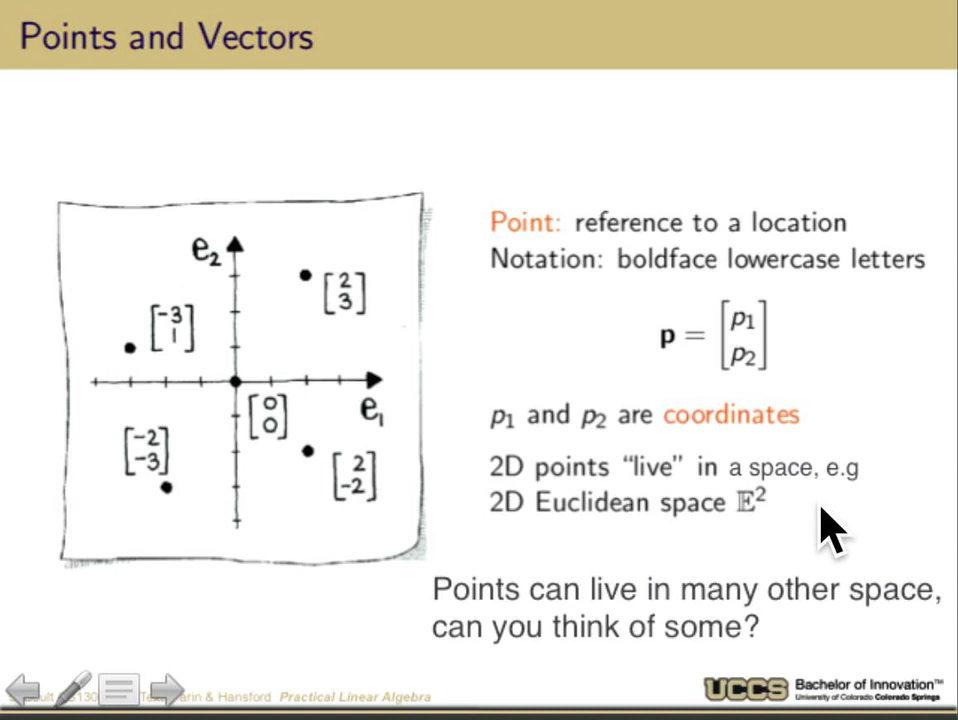 Points and Vectors
e₂
[2
3]
[-3
1]
[0
0]
e₁
[-2
-3]
[2
-2]
Point: reference to a location
Notation: boldface lowercase letters
p = [p₁
p₂]
p₁ and p₂ are coordinates
2D points “live” in a space, e.g
2D Euclidean space 𝔼²
Points can live in many other space,
can you think of some?
& Hansford Practical Linear Algebra
UCCS
Bachelor of Innovation™
University of Colorado Colorado Springs